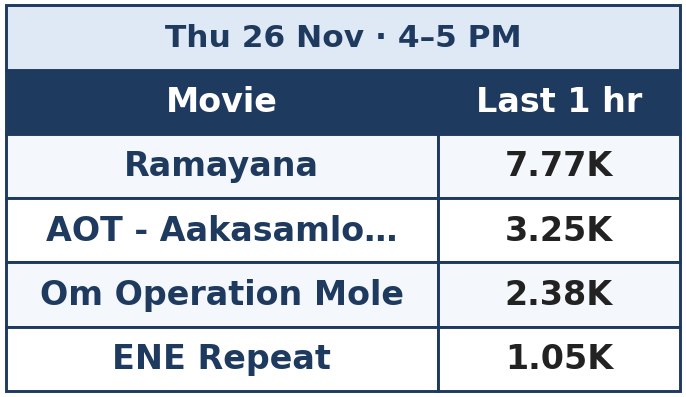 Thu 26 Nov · 4–5 PM
Movie Last 1 hr
Ramayana 7.77K
AOT - Aakasamlo… 3.25K
Om Operation Mole 2.38K
ENE Repeat 1.05K